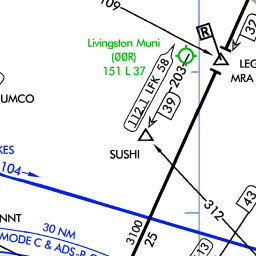 109
32
R
Livingston Muni
(00R)
151 L 37
LEG
MRA
112.1 LFK 58
203
39
UMCO
SUSHI
KES
104
312
43
NNT
30 NM
MODE C & ADS-B O
3100
25
13